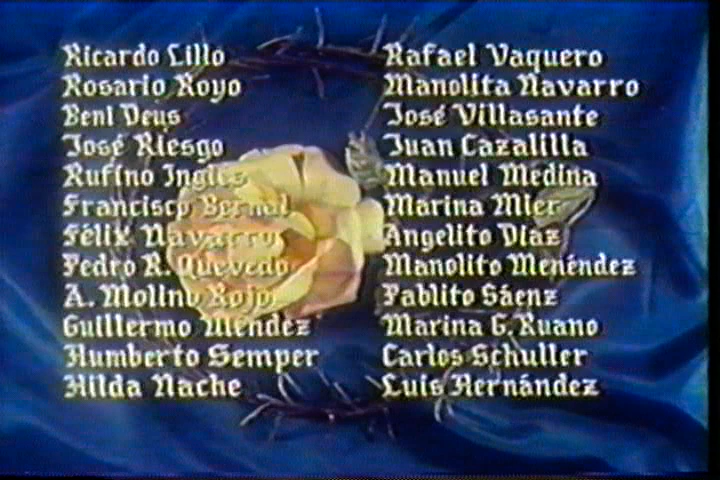 Ricardo Lillo
Rosario Royo
Beni Deus
José Riesgo
Rufino Inglés
Francisco Bernal
Félix Navarro
Pedro R. Quevedo
A. Molino Rojo
Guillermo Méndez
Humberto Semper
Hilda Nache
Rafael Vaquero
Manolita Navarro
José Villasante
Juan Cazalilla
Manuel Medina
Marina Mier
Angelito Díaz
Manolito Menéndez
Pablito Sáenz
Marina G. Ruano
Carlos Schuller
Luis Hernández